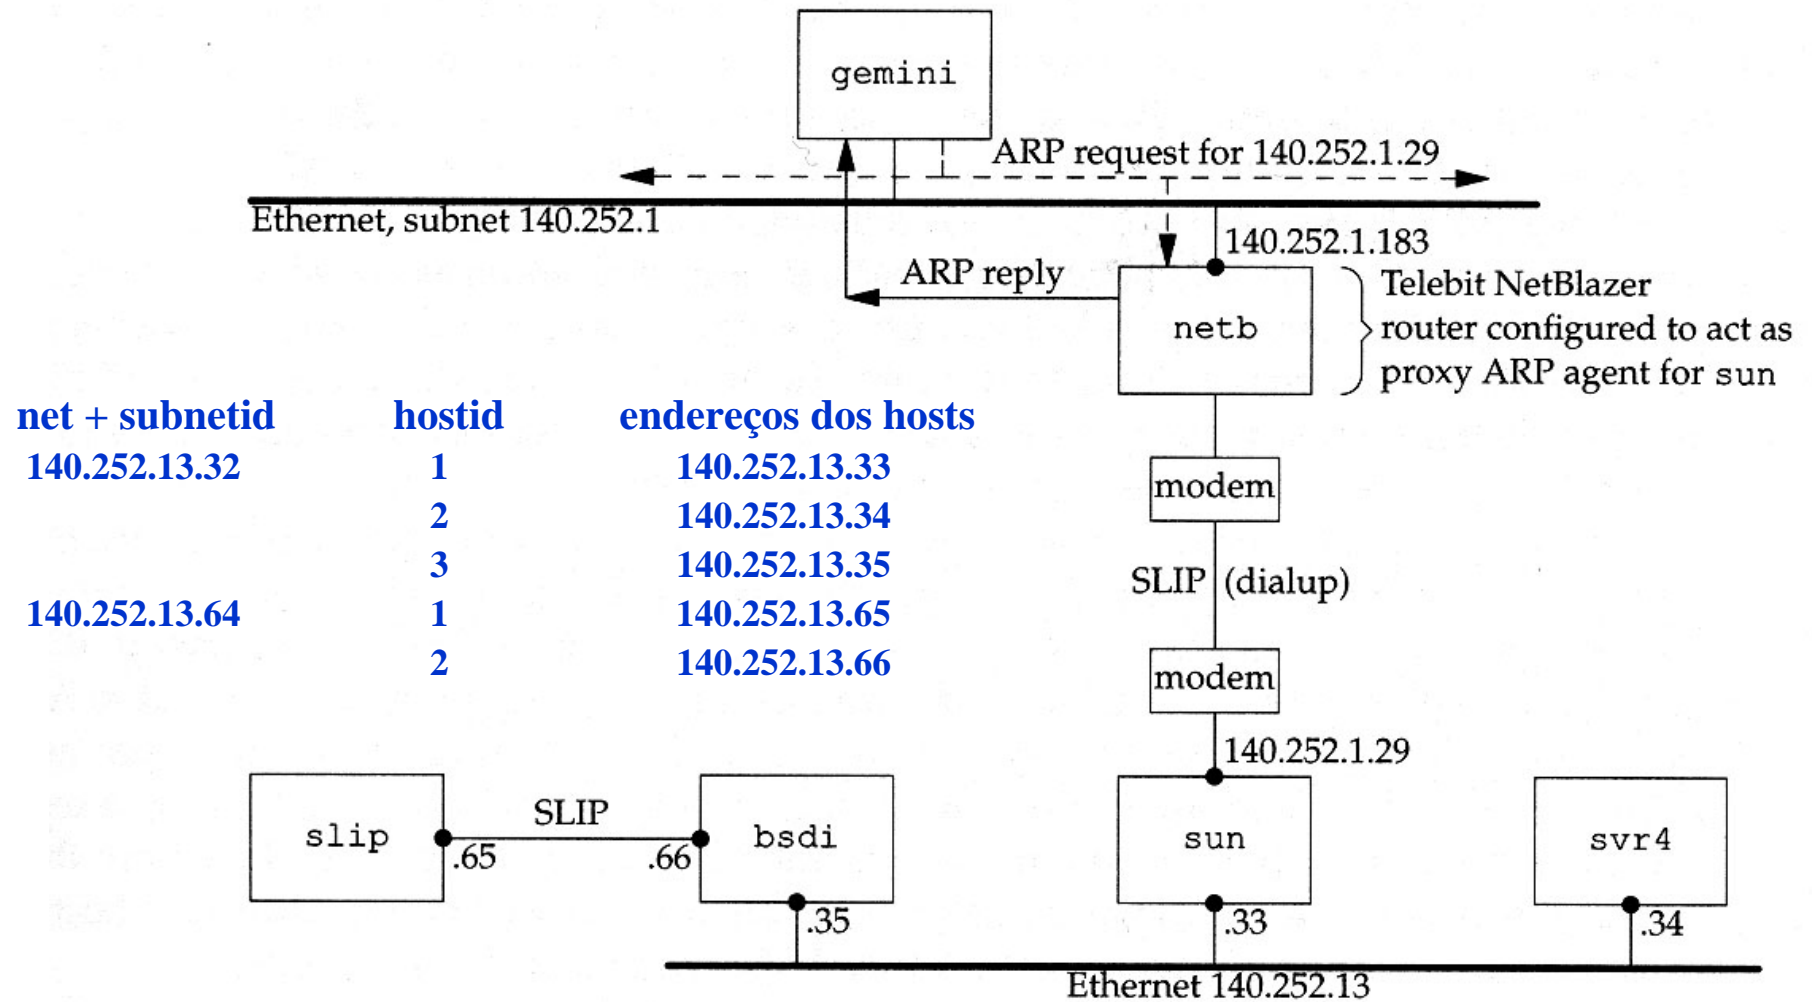 gemini
ARP request for 140.252.1.29
Ethernet, subnet 140.252.1
140.252.1.183
ARP reply
netb
Telebit NetBlazer
router configured to act as
proxy ARP agent for sun
net + subnetid hostid endereços dos hosts
140.252.13.32 1 140.252.13.33
2 140.252.13.34
3 140.252.13.35
140.252.13.64 1 140.252.13.65
2 140.252.13.66
modem
SLIP (dialup)
modem
140.252.1.29
slip
SLIP
.65
.66
bsdi
sun
svr4
.35
.33
.34
Ethernet 140.252.13